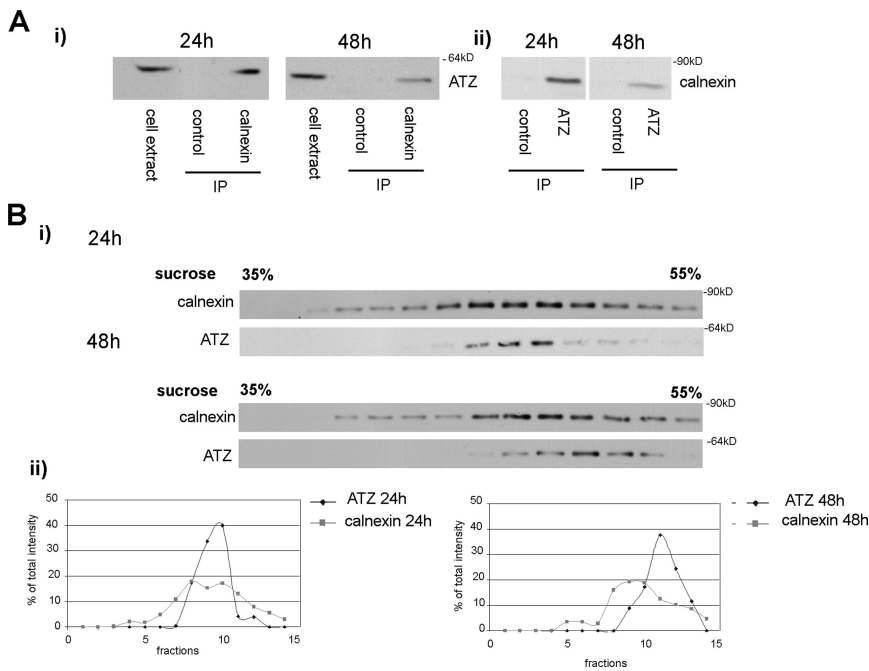 A
i)
24h
48h
ii)
24h
48h
- 64kD
ATZ
-90kD
calnexin
cell extract
control
calnexin
IP
cell extract
control
calnexin
IP
control
ATZ
IP
control
ATZ
IP
B
i)
24h
sucrose 35% 55%
calnexin
-90kD
ATZ
-64kD
48h
sucrose 35% 55%
calnexin
-90kD
ATZ
-64kD
ii)
ATZ 24h
calnexin 24h
% of total intensity
50
40
30
20
10
0
0 5 10 15
fractions
ATZ 48h
calnexin 48h
% of total intensity
50
40
30
20
10
0
0 5 10 15
fractions